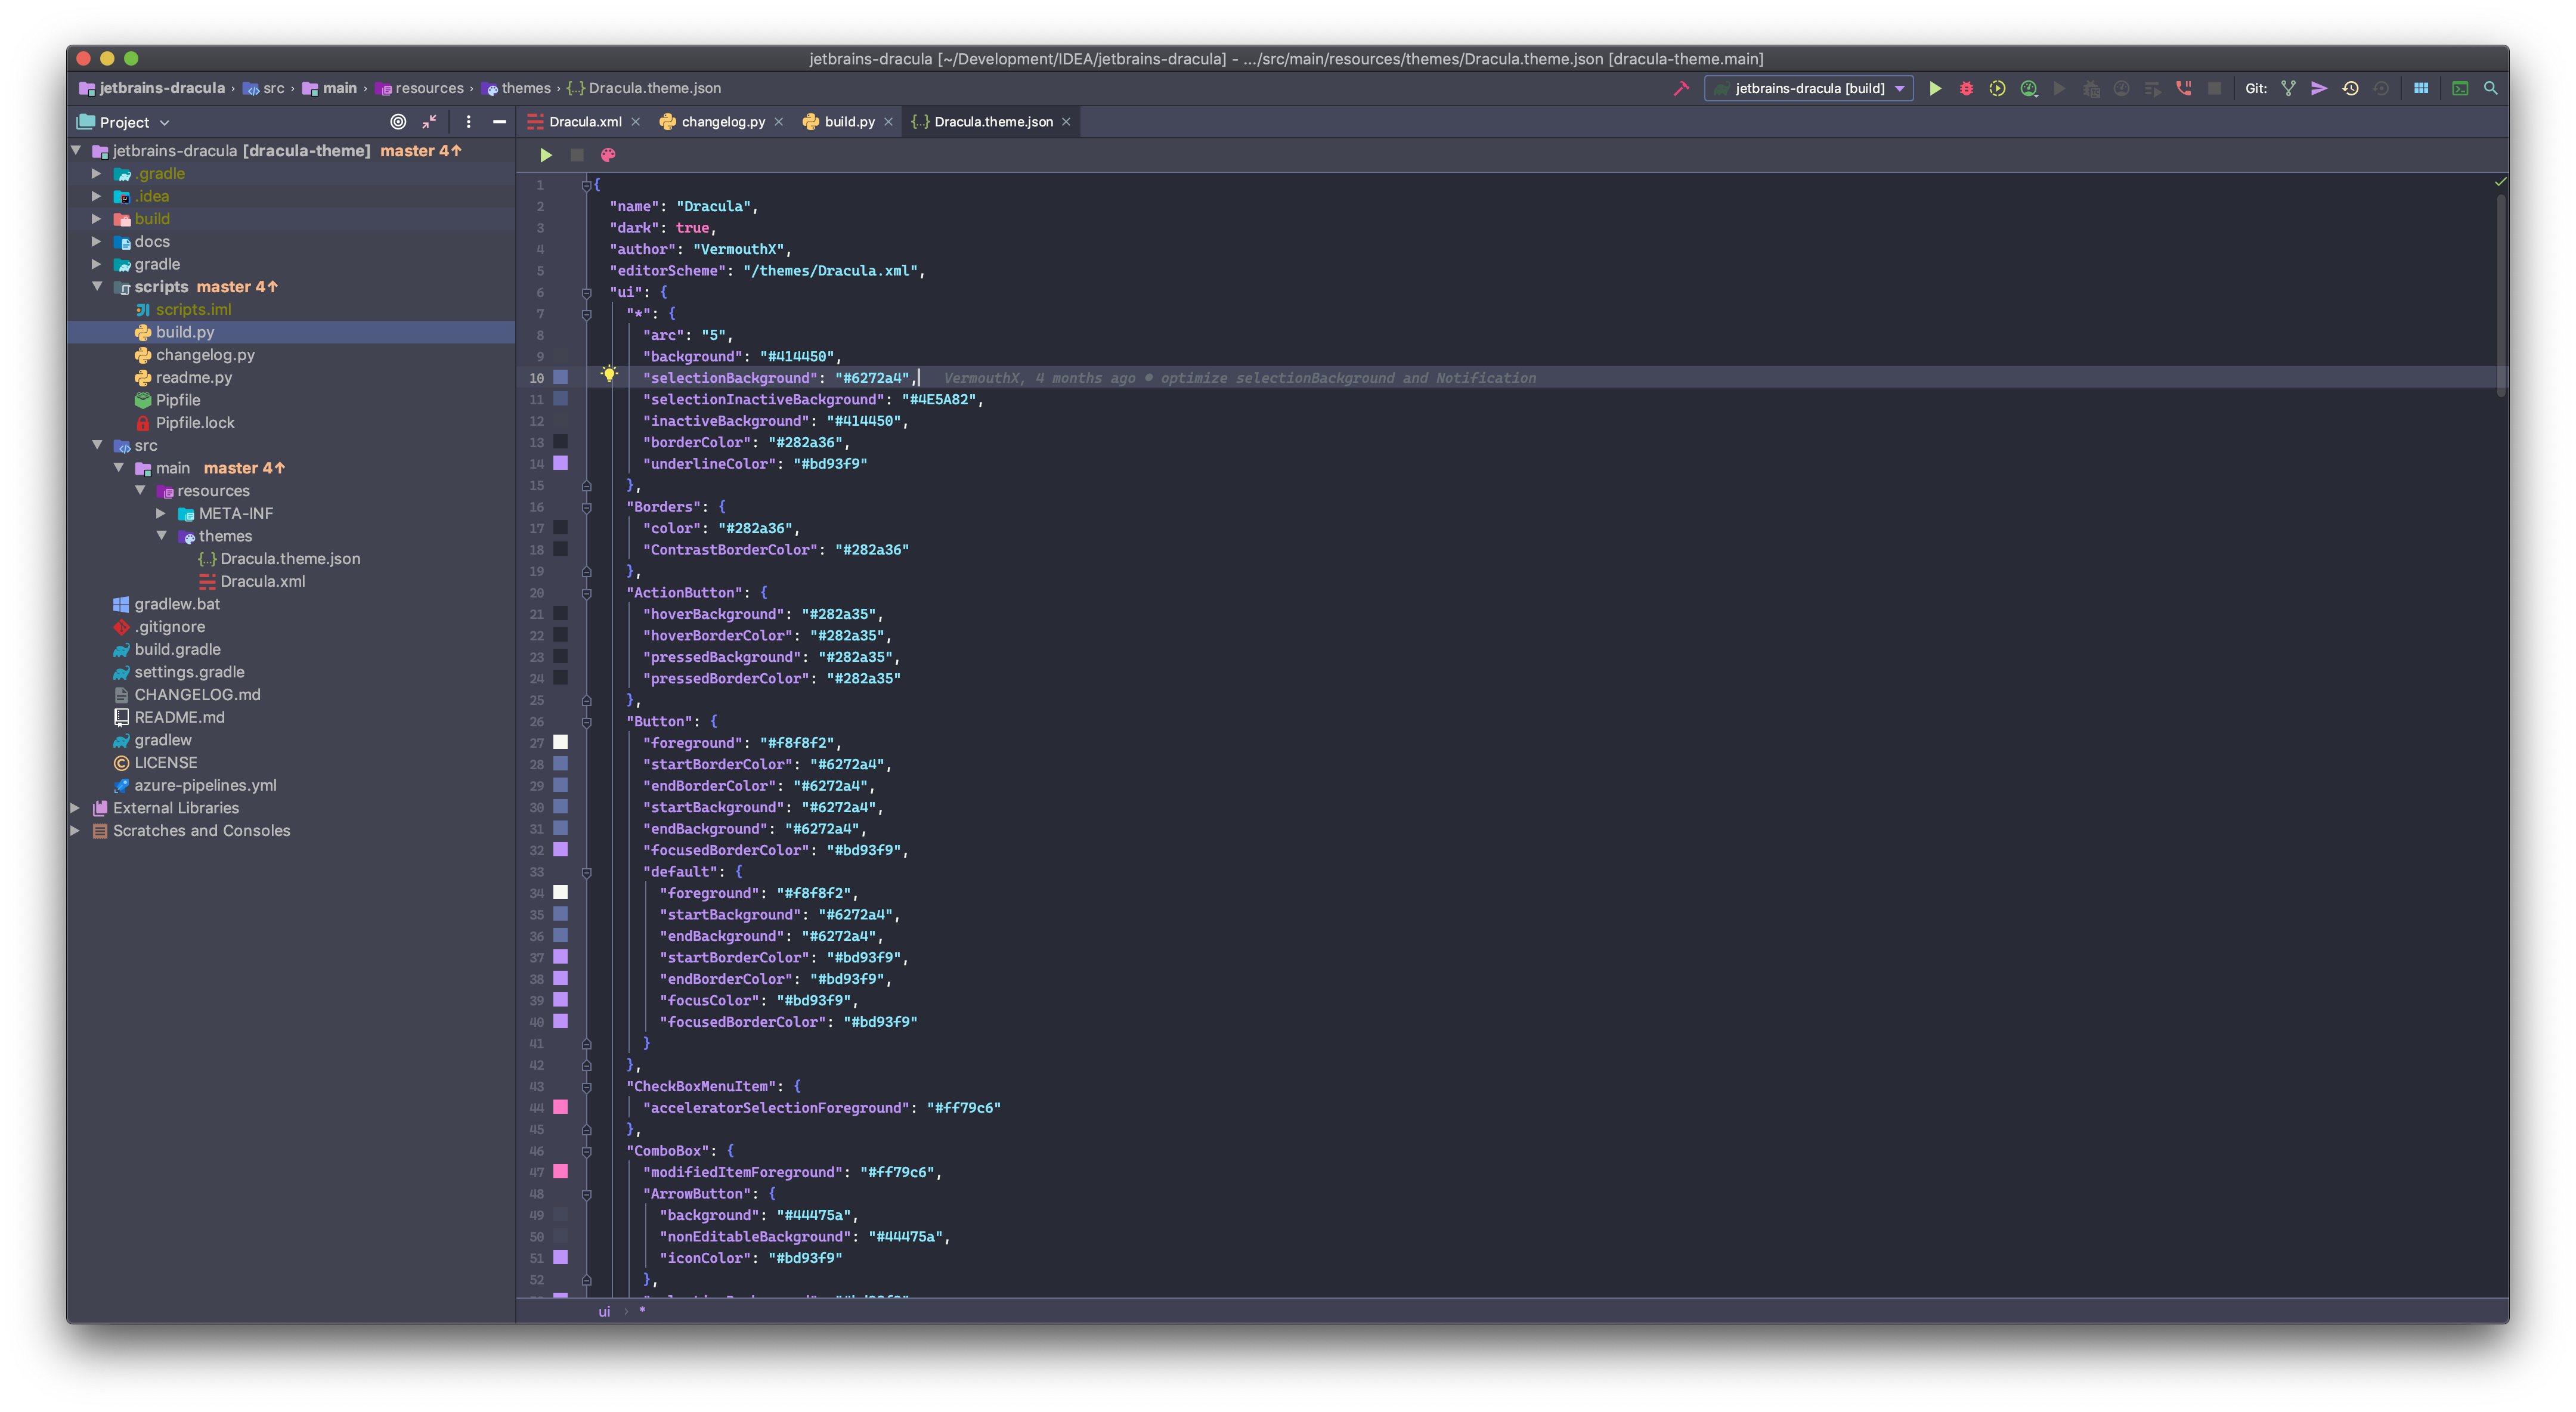 jetbrains-dracula [~/Development/IDEA/jetbrains-dracula] – .../src/main/resources/themes/Dracula.theme.json [dracula-theme.main]
jetbrains-dracula › src › main › resources › themes › Dracula.theme.json
jetbrains-dracula [build]
Git:
Project
Dracula.xml
changelog.py
build.py
Dracula.theme.json
jetbrains-dracula [dracula-theme] master 4↑
.gradle
.idea
build
docs
gradle
scripts master 4↑
scripts.iml
build.py
changelog.py
readme.py
Pipfile
Pipfile.lock
src
main master 4↑
resources
META-INF
themes
Dracula.theme.json
Dracula.xml
gradlew.bat
.gitignore
build.gradle
settings.gradle
CHANGELOG.md
README.md
gradlew
LICENSE
azure-pipelines.yml
External Libraries
Scratches and Consoles
1 {
2 "name": "Dracula",
3 "dark": true,
4 "author": "VermouthX",
5 "editorScheme": "/themes/Dracula.xml",
6 "ui": {
7 "*": {
8 "arc": "5",
9 "background": "#414450",
10 "selectionBackground": "#6272a4", VermouthX, 4 months ago • optimize selectionBackground and Notification
11 "selectionInactiveBackground": "#4E5A82",
12 "inactiveBackground": "#414450",
13 "borderColor": "#282a36",
14 "underlineColor": "#bd93f9"
15 },
16 "Borders": {
17 "color": "#282a36",
18 "ContrastBorderColor": "#282a36"
19 },
20 "ActionButton": {
21 "hoverBackground": "#282a35",
22 "hoverBorderColor": "#282a35",
23 "pressedBackground": "#282a35",
24 "pressedBorderColor": "#282a35"
25 },
26 "Button": {
27 "foreground": "#f8f8f2",
28 "startBorderColor": "#6272a4",
29 "endBorderColor": "#6272a4",
30 "startBackground": "#6272a4",
31 "endBackground": "#6272a4",
32 "focusedBorderColor": "#bd93f9",
33 "default": {
34 "foreground": "#f8f8f2",
35 "startBackground": "#6272a4",
36 "endBackground": "#6272a4",
37 "startBorderColor": "#bd93f9",
38 "endBorderColor": "#bd93f9",
39 "focusColor": "#bd93f9",
40 "focusedBorderColor": "#bd93f9"
41 }
42 },
43 "CheckBoxMenuItem": {
44 "acceleratorSelectionForeground": "#ff79c6"
45 },
46 "ComboBox": {
47 "modifiedItemForeground": "#ff79c6",
48 "ArrowButton": {
49 "background": "#44475a",
50 "nonEditableBackground": "#44475a",
51 "iconColor": "#bd93f9"
52 },
ui › *